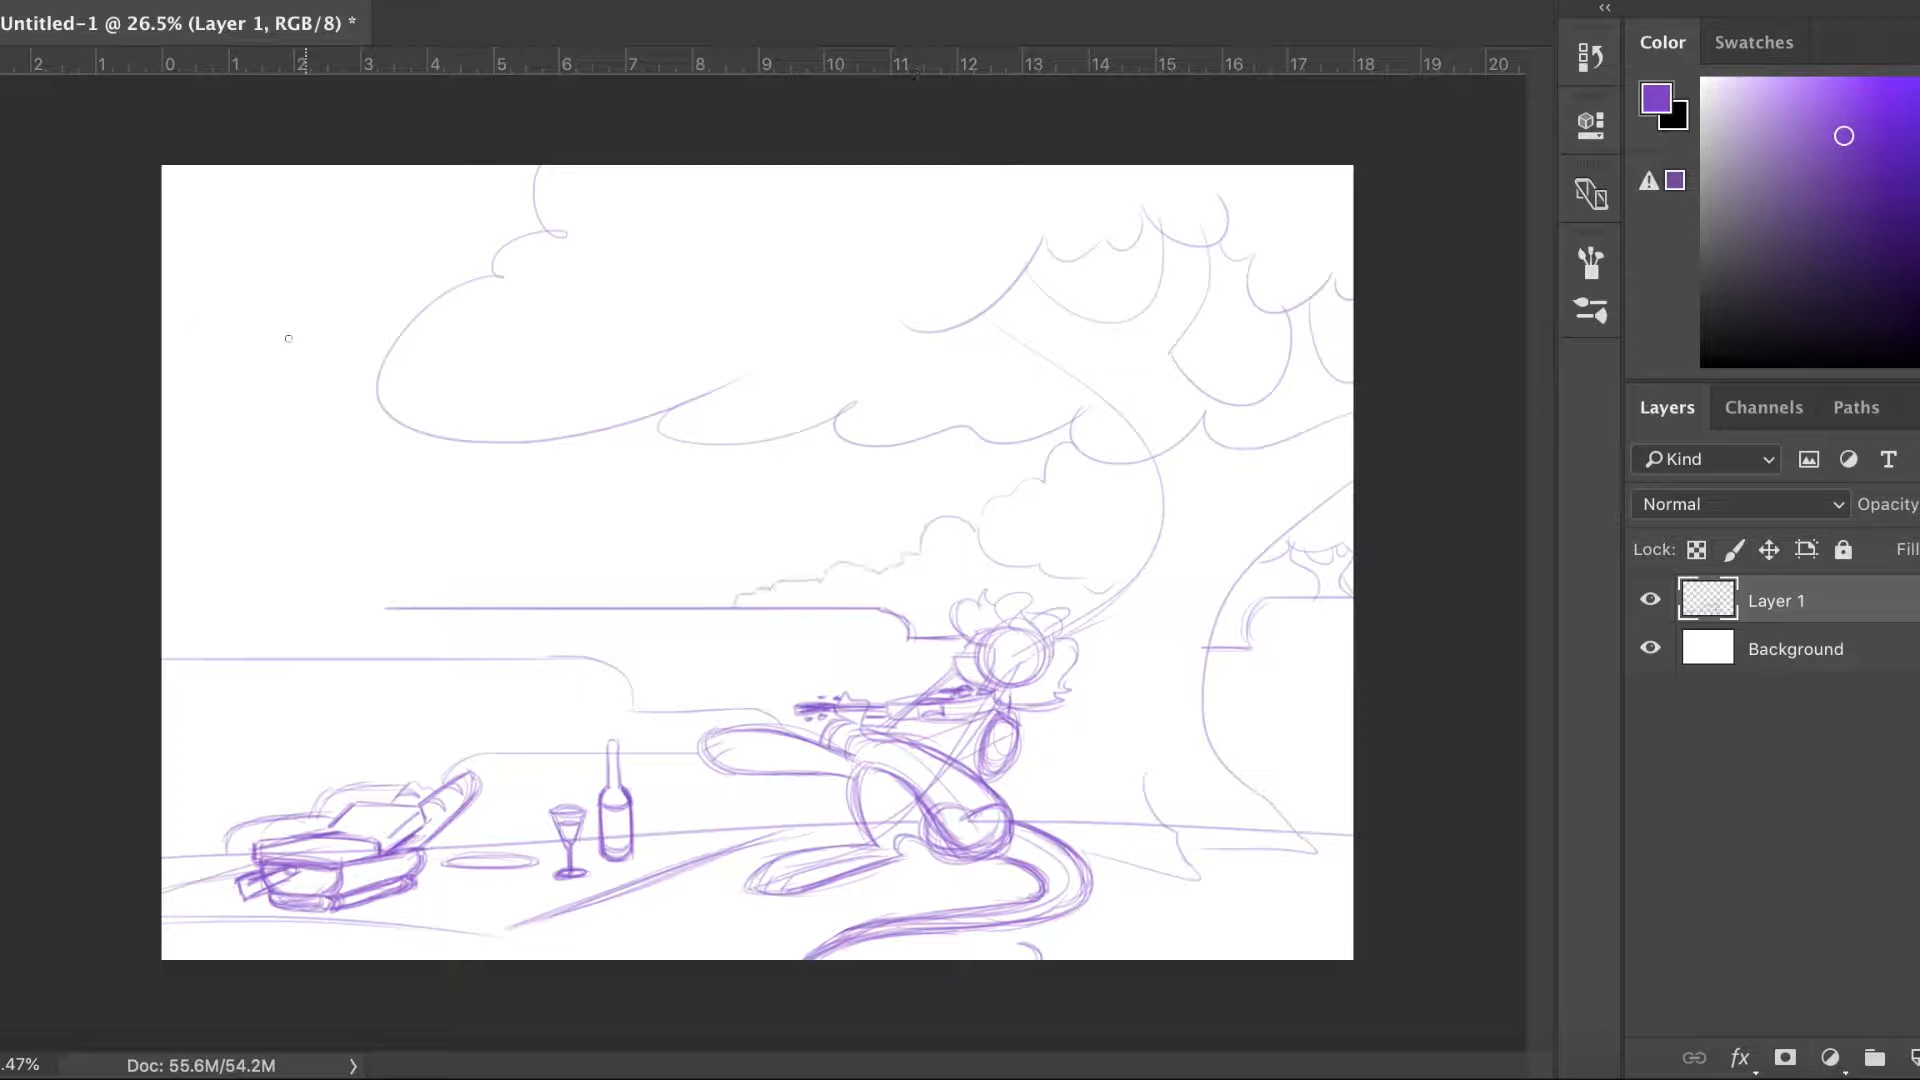 Untitled-1 @ 26.5% (Layer 1, RGB/8) *
2 1 0 1 2 3 4 5 6 7 8 9 10 11 12 13 14 15 16 17 18 19 20
Color Swatches
Layers Channels Paths
Kind
Normal Opacity
Lock: Fill
Layer 1
Background
.47% Doc: 55.6M/54.2M
fx